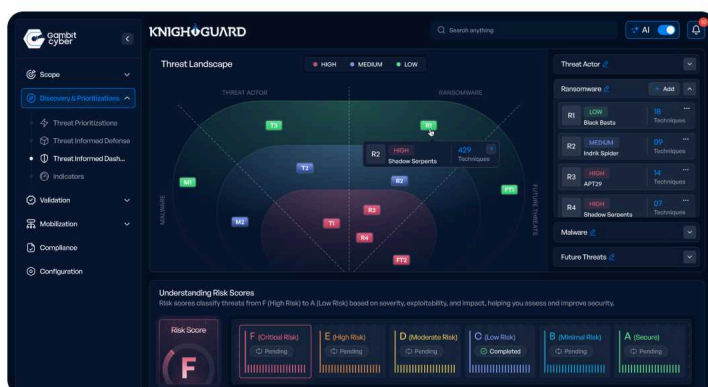 Gambit
cyber
KNIGHTGUARD
Search anything
AI
Scope
Discovery & Prioritizations
Threat Prioritizations
Threat Informed Defense
Threat Informed Dash...
Indicators
Validation
Mobilization
Compliance
Configuration
Threat Landscape
HIGH
MEDIUM
LOW
THREAT ACTOR
RANSOMWARE
MALWARE
FUTURE THREATS
T3
R1
T2
R2
M1
FT1
M2
T1
R3
R4
FT2
R2
HIGH
Shadow Serpents
429
Techniques
Threat Actor
Ransomware
+ Add
R1
LOW
Black Basta
18
Techniques
R2
MEDIUM
Indrik Spider
09
Techniques
R3
HIGH
APT29
14
Techniques
R4
HIGH
Shadow Serpents
07
Techniques
Malware
Future Threats
Understanding Risk Scores
Risk scores classify threats from F (High Risk) to A (Low Risk) based on severity, exploitability, and impact, helping you assess and improve security.
Risk Score
F
F (Critical Risk)
Pending
E (High Risk)
Pending
D (Moderate Risk)
Pending
C (Low Risk)
Completed
B (Minimal Risk)
Pending
A (Secure)
Pending